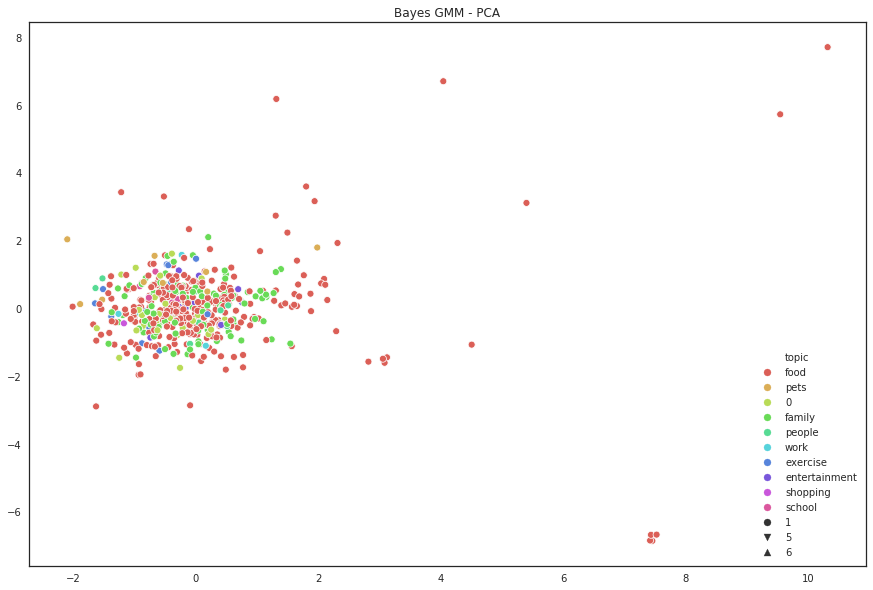 Bayes GMM - PCA
8
6
4
2
0
−2
−4
−6
−2
0
2
4
6
8
10
topic
food
pets
0
family
people
work
exercise
entertainment
shopping
school
1
5
6